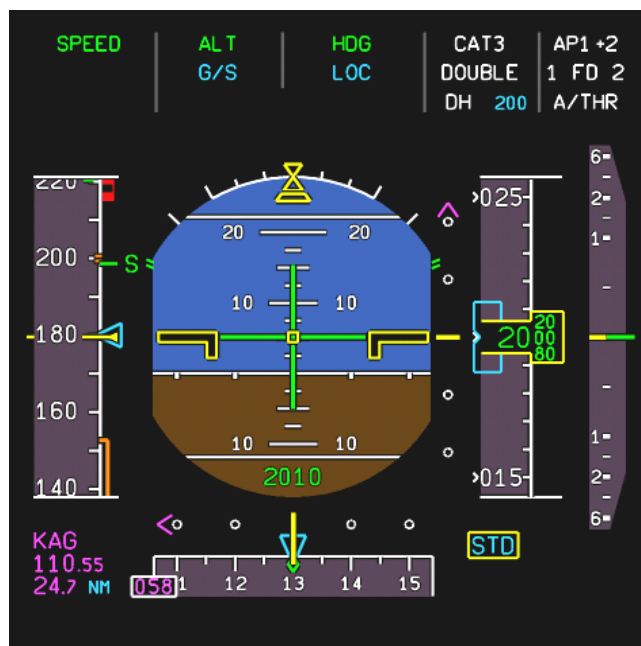 SPEED ALT HDG CAT3 AP1+2
G/S LOC DOUBLE 1 FD 2
DH 200 A/THR
220
200
180
160
140
S
20 20
10 10
10 10
2010
025
20
20
00
80
015
6
2
1
1
2
6
KAG
110.55
24.7 NM
STD
058 1 12 13 14 15